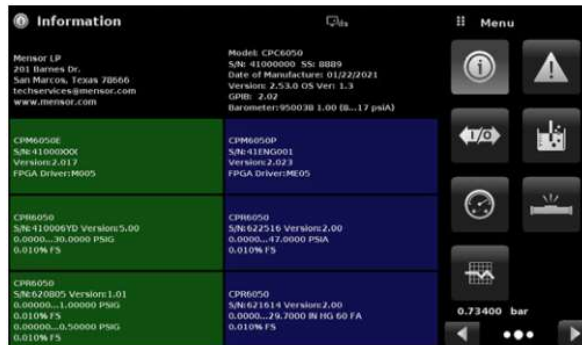 Information
Mensor LP
201 Barnes Dr.
San Marcos, Texas 78666
techservices@mensor.com
www.mensor.com
Model: CPC6050
S/N: 41000000 SS: 8889
Date of Manufacture: 01/22/2021
Version: 2.53.0 OS Ver: 1.3
GPIB: 2.02
Barometer:950038 1.00 (8...17 psiA)
CPM6050E
S/N:41000XXX
Version:2.017
FPGA Driver:M005
CPM6050P
S/N:41ENG001
Version:2.023
FPGA Driver:ME05
CPR6050
S/N:410006YD Version:5.00
0.0000...30.0000 PSIG
0.010% FS
CPR6050
S/N:622516 Version:2.00
0.0000...47.0000 PSIA
0.010% FS
CPR6050
S/N:620805 Version:1.01
0.00000...1.00000 PSIG
0.010% FS
0.00000...0.50000 PSIG
0.010% FS
CPR6050
S/N:621614 Version:2.00
0.0000...29.7000 IN HG 60 FA
0.010% FS
Menu
I/O
0.73400 bar